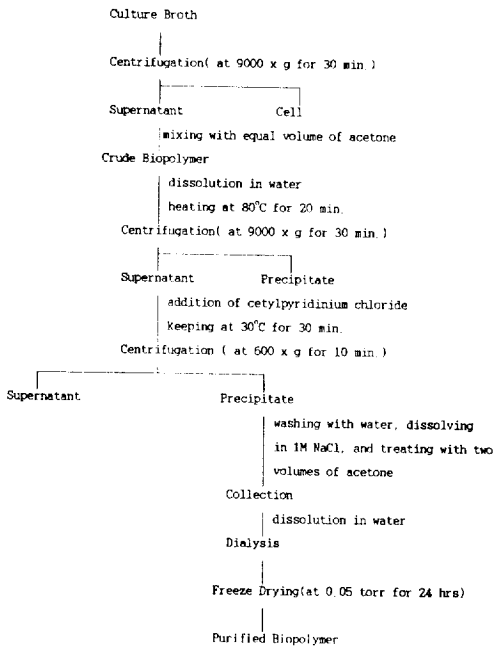 Culture Broth
Centrifugation( at 9000 x g for 30 min.)
Supernatant Cell
mixing with equal volume of acetone
Crude Biopolymer
dissolution in water
heating at 80°C for 20 min.
Centrifugation( at 9000 x g for 30 min.)
Supernatant Precipitate
addition of cetylpyridinium chloride
keeping at 30°C for 30 min.
Centrifugation ( at 600 x g for 10 min.)
Supernatant Precipitate
washing with water, dissolving
in 1M NaCl, and treating with two
volumes of acetone
Collection
dissolution in water
Dialysis
Freeze Drying(at 0.05 torr for 24 hrs)
Purified Biopolymer